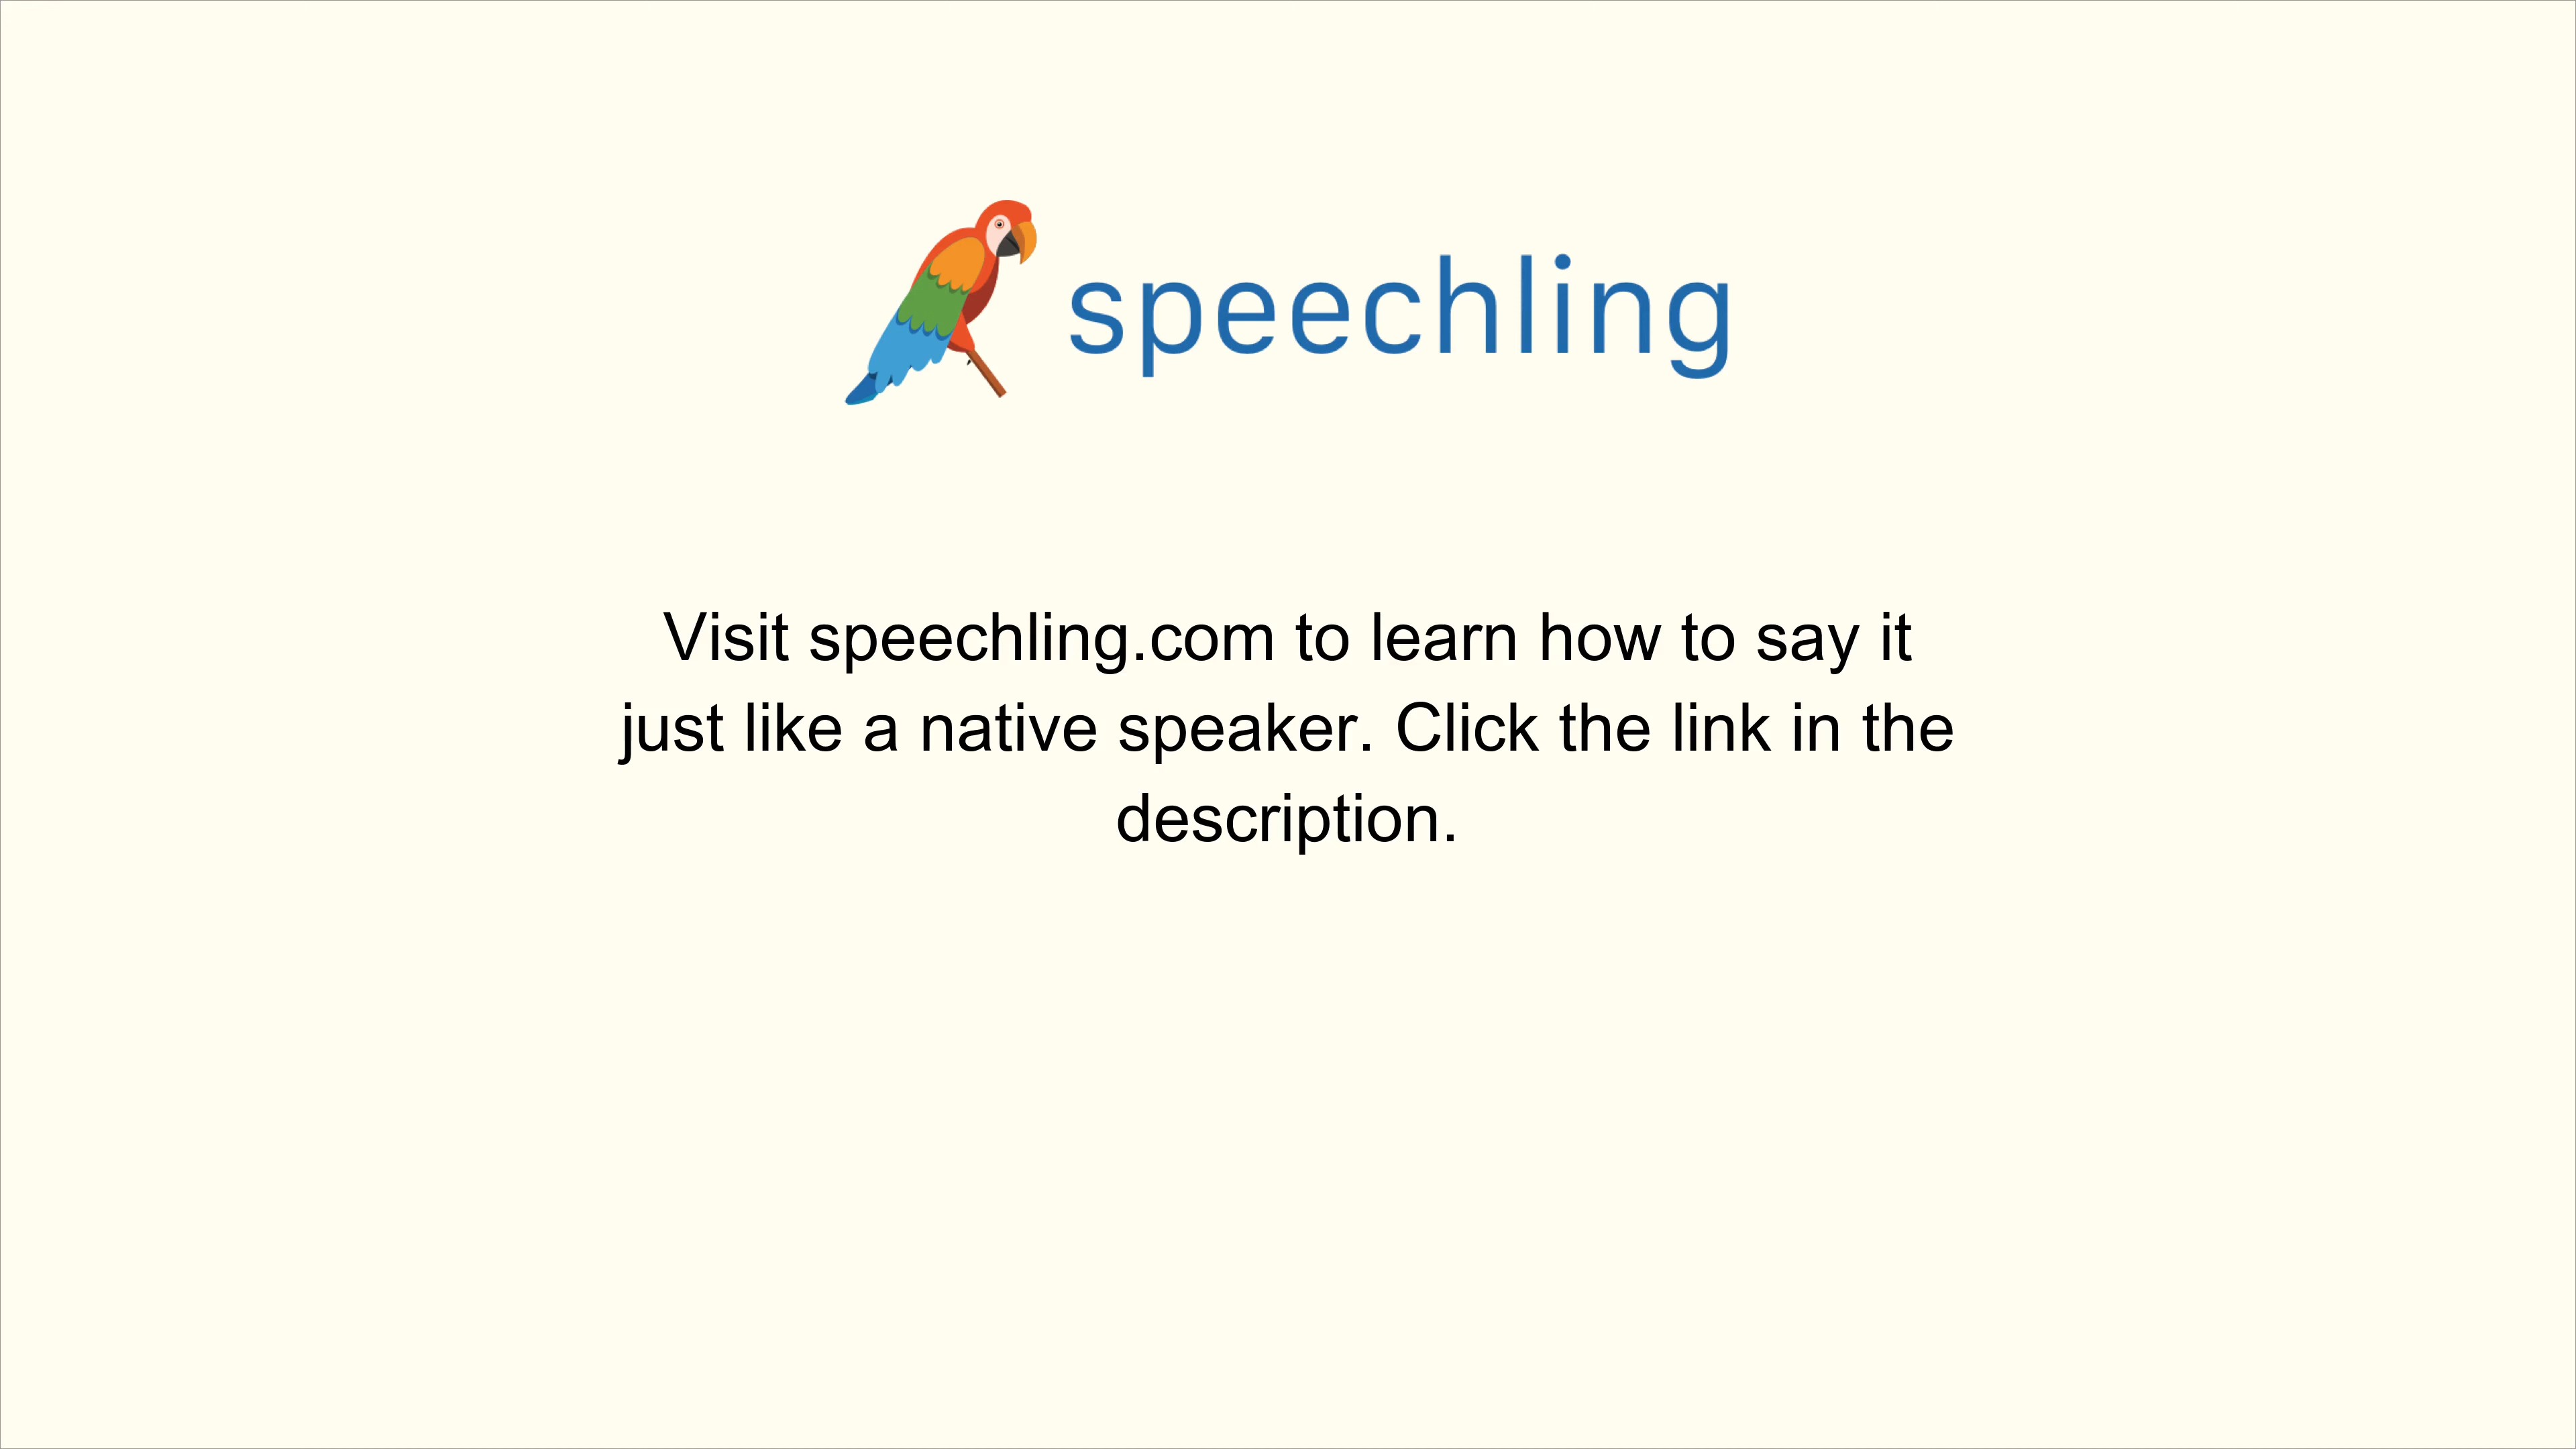 speechling
Visit speechling.com to learn how to say it
just like a native speaker. Click the link in the
description.